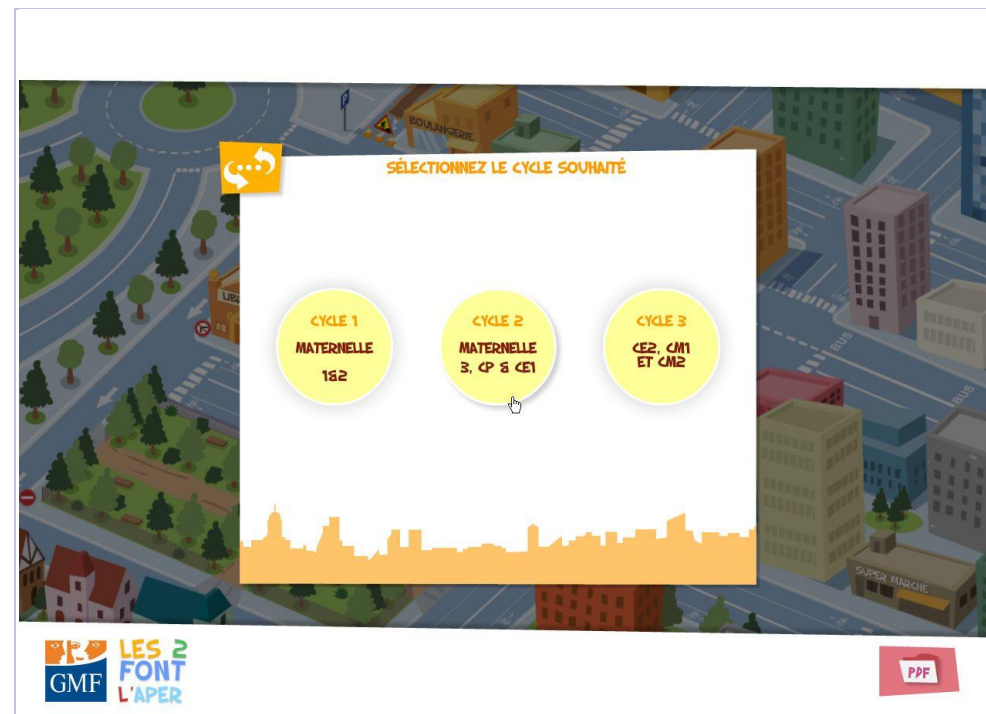 BOULANGERIE
SÉLECTIONNEZ LE CYCLE SOUHAITÉ
CYCLE 1
MATERNELLE
1&2
CYCLE 2
MATERNELLE
3, CP & CE1
CYCLE 3
CE2, CM1
ET CM2
BUS
BUS
SUPER MARCHE
GMF
LES 2
FONT
L'APER
PDF